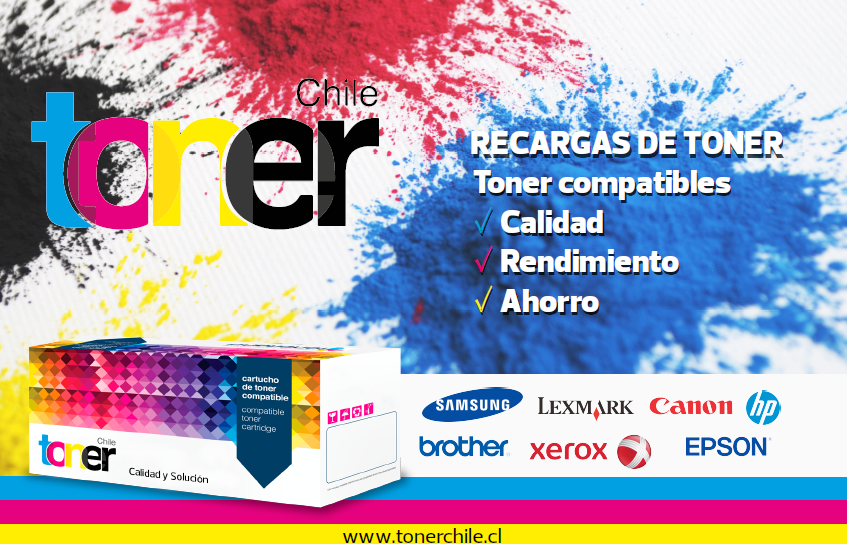 Chile
toner
RECARGAS DE TONER
Toner compatibles
Calidad
Rendimiento
Ahorro
cartucho
de toner
compatible
compatible
toner
cartridge
Chile
toner
Calidad y Solución
SAMSUNG
LEXMARK
Canon
hp
brother
xerox
EPSON
www.tonerchile.cl